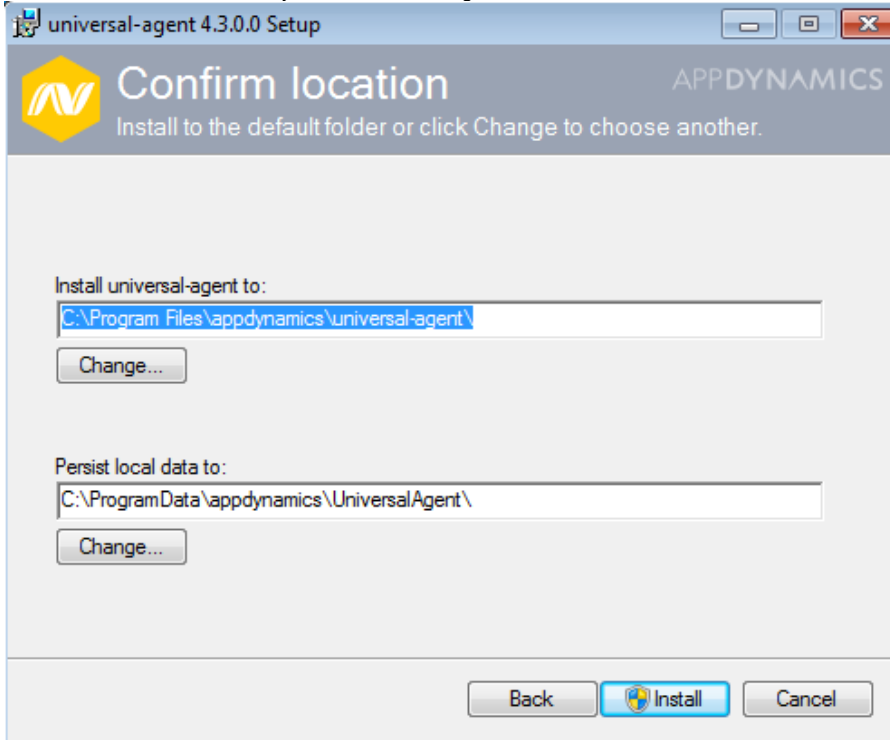 universal-agent 4.3.0.0 Setup
Confirm location
APPDYNAMICS
Install to the default folder or click Change to choose another.
Install universal-agent to:
C:\Program Files\appdynamics\universal-agent\
Change...
Persist local data to:
C:\ProgramData\appdynamics\UniversalAgent\
Change...
Back
Install
Cancel